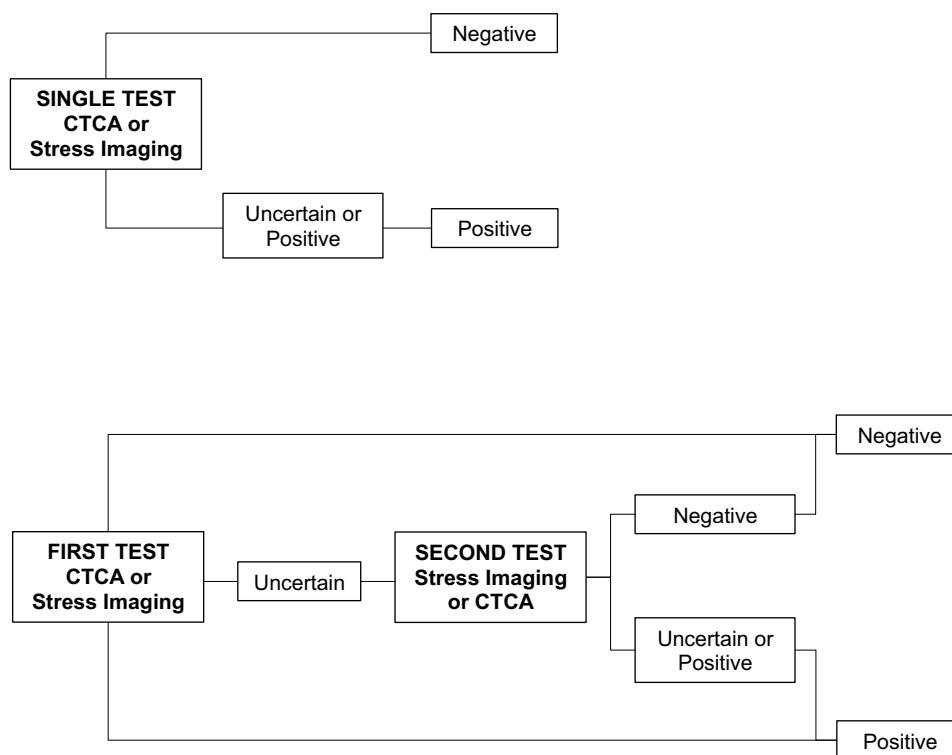 Negative
SINGLE TEST
CTCA or
Stress Imaging
Uncertain or
Positive
Positive
Negative
Negative
FIRST TEST
CTCA or
Stress Imaging
Uncertain
SECOND TEST
Stress Imaging
or CTCA
Uncertain or
Positive
Positive